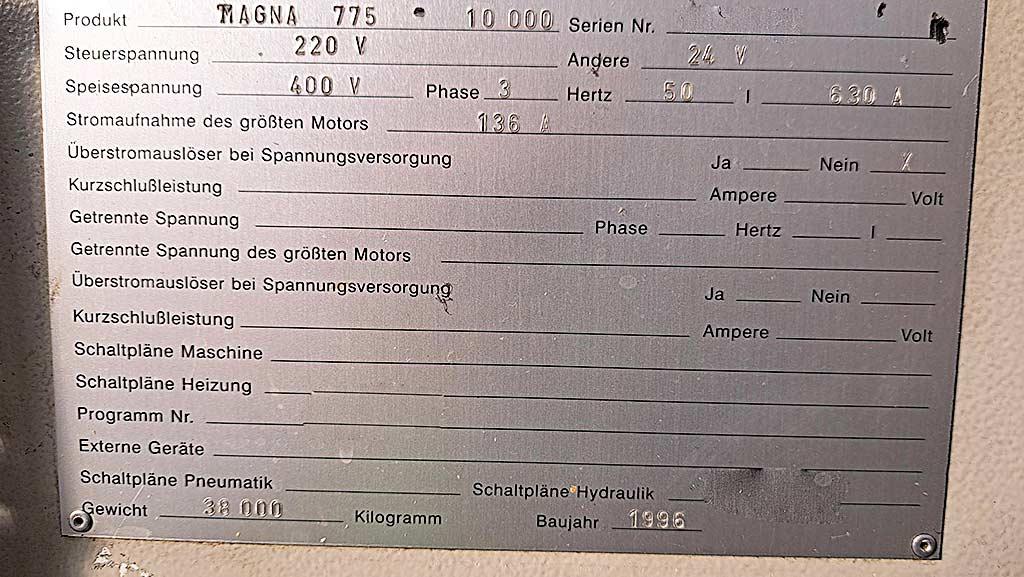 Produkt MAGNA 775 - 10 000 Serien Nr.
Steuerspannung 220 V Andere 24 V
Speisespannung 400 V Phase 3 Hertz 50 I 630 A
Stromaufnahme des größten Motors 136 A
Überstromauslöser bei Spannungsversorgung Ja Nein X
Kurzschlußleistung Ampere Volt
Getrennte Spannung Phase Hertz I
Getrennte Spannung des größten Motors
Überstromauslöser bei Spannungsversorgung Ja Nein
Kurzschlußleistung Ampere Volt
Schaltpläne Maschine
Schaltpläne Heizung
Programm Nr.
Externe Geräte
Schaltpläne Pneumatik Schaltpläne Hydraulik
Gewicht 38 000 Kilogramm Baujahr 1996